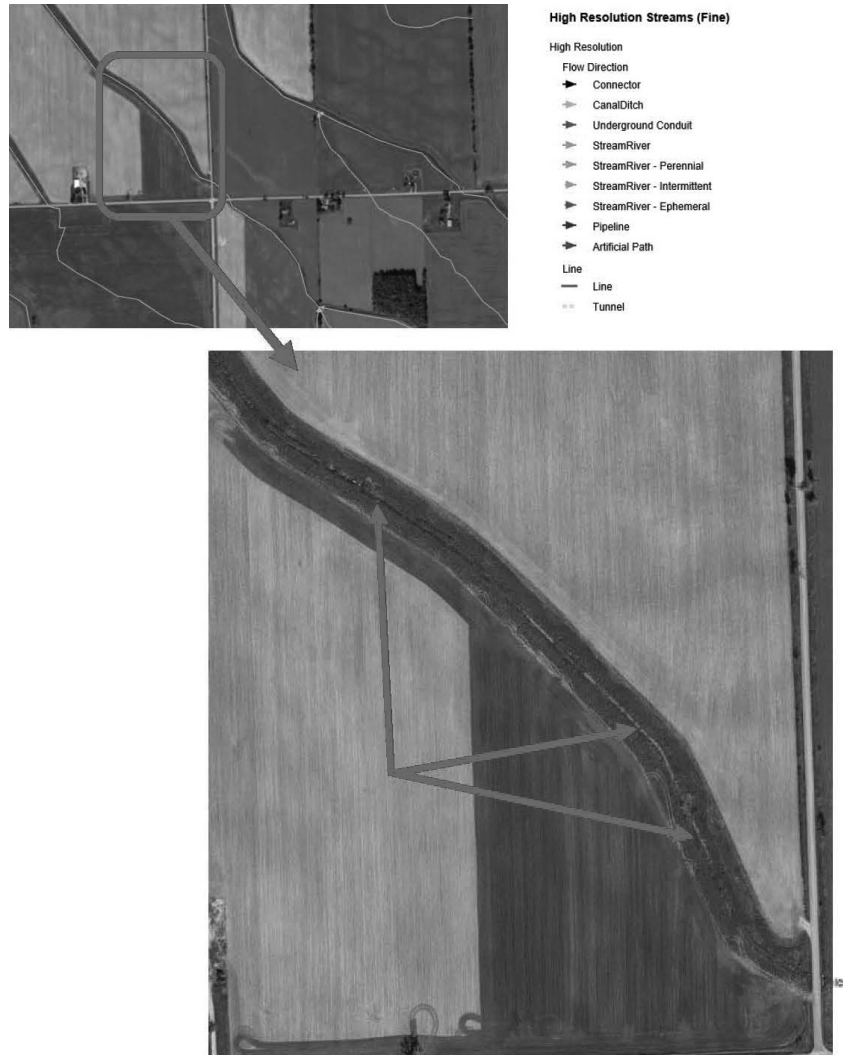 High Resolution Streams (Fine)
High Resolution
Flow Direction
Connector
CanalDitch
Underground Conduit
StreamRiver
StreamRiver - Perennial
StreamRiver - Intermittent
StreamRiver - Ephemeral
Pipeline
Artificial Path
Line
Line
Tunnel